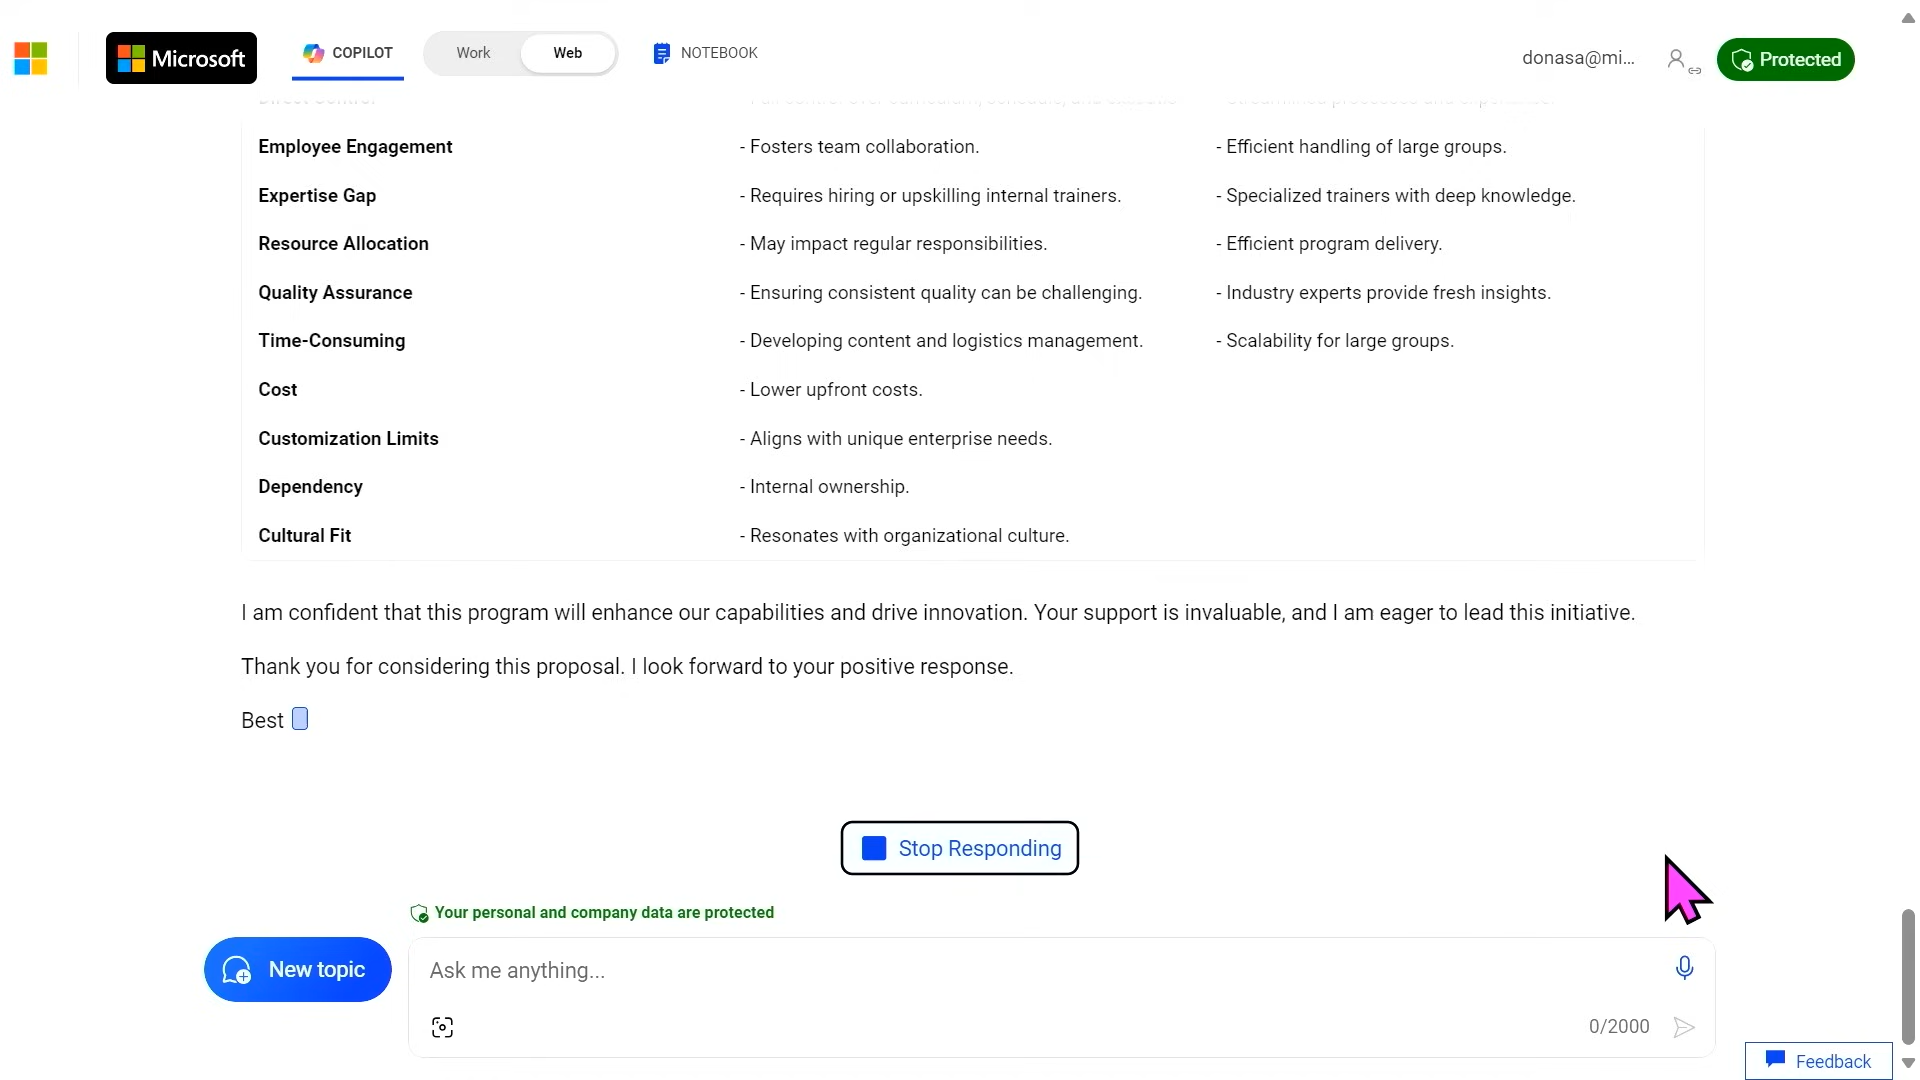 Microsoft
COPILOT
Work
Web
NOTEBOOK
donasa@mi...
Protected
Direct Control
Employee Engagement - Fosters team collaboration. - Efficient handling of large groups.
Expertise Gap - Requires hiring or upskilling internal trainers. - Specialized trainers with deep knowledge.
Resource Allocation - May impact regular responsibilities. - Efficient program delivery.
Quality Assurance - Ensuring consistent quality can be challenging. - Industry experts provide fresh insights.
Time-Consuming - Developing content and logistics management. - Scalability for large groups.
Cost - Lower upfront costs.
Customization Limits - Aligns with unique enterprise needs.
Dependency - Internal ownership.
Cultural Fit - Resonates with organizational culture.
I am confident that this program will enhance our capabilities and drive innovation. Your support is invaluable, and I am eager to lead this initiative.
Thank you for considering this proposal. I look forward to your positive response.
Best
Stop Responding
Your personal and company data are protected
New topic
Ask me anything...
0/2000
Feedback